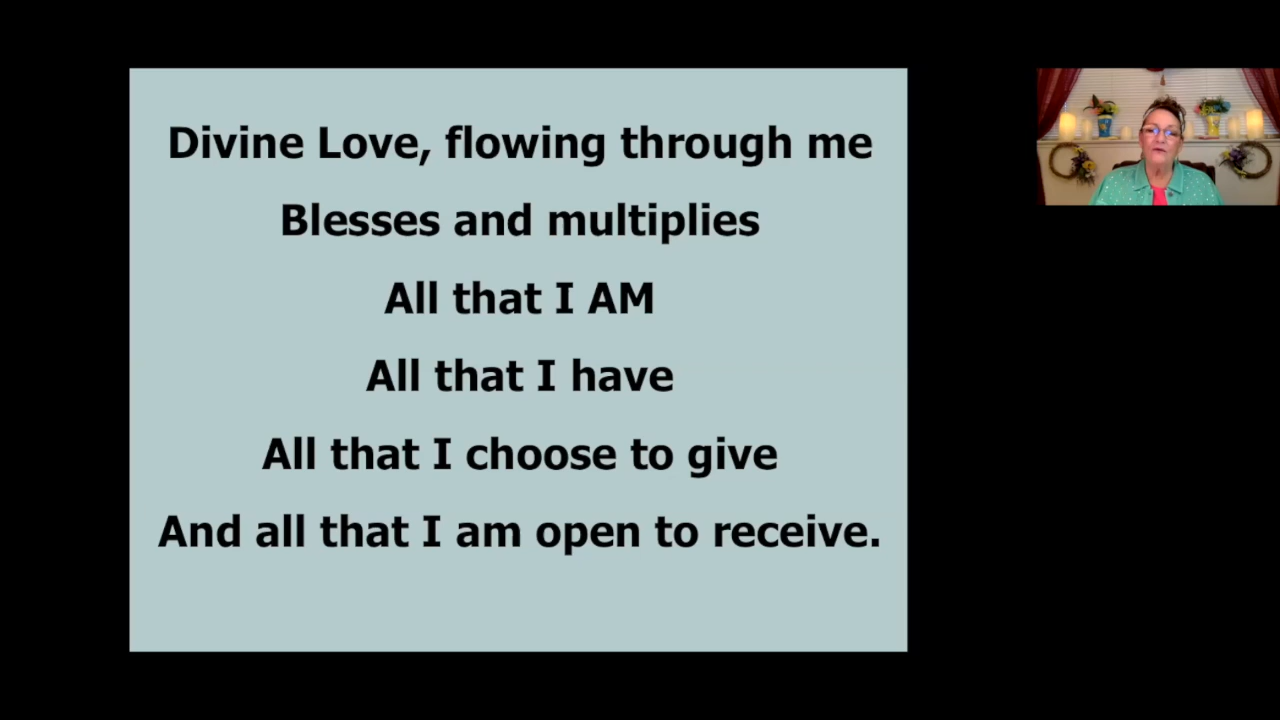 Divine Love, flowing through me
Blesses and multiplies
All that I AM
All that I have
All that I choose to give
And all that I am open to receive.